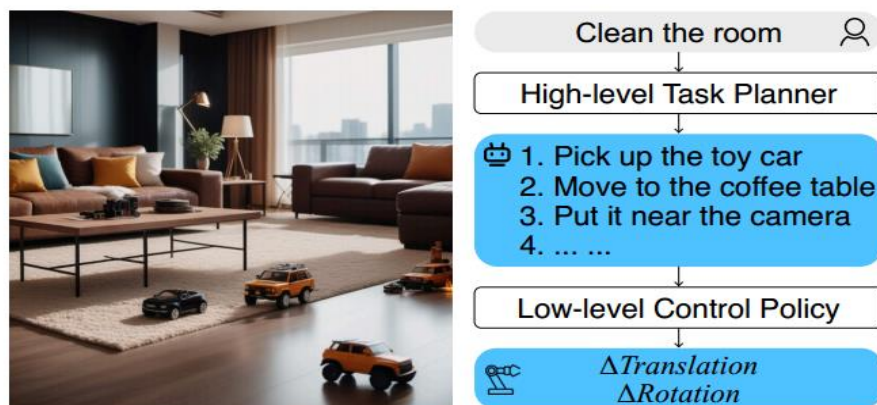 Clean the room
High-level Task Planner
1. Pick up the toy car
2. Move to the coffee table
3. Put it near the camera
4. ... ...
Low-level Control Policy
ΔTranslation
ΔRotation